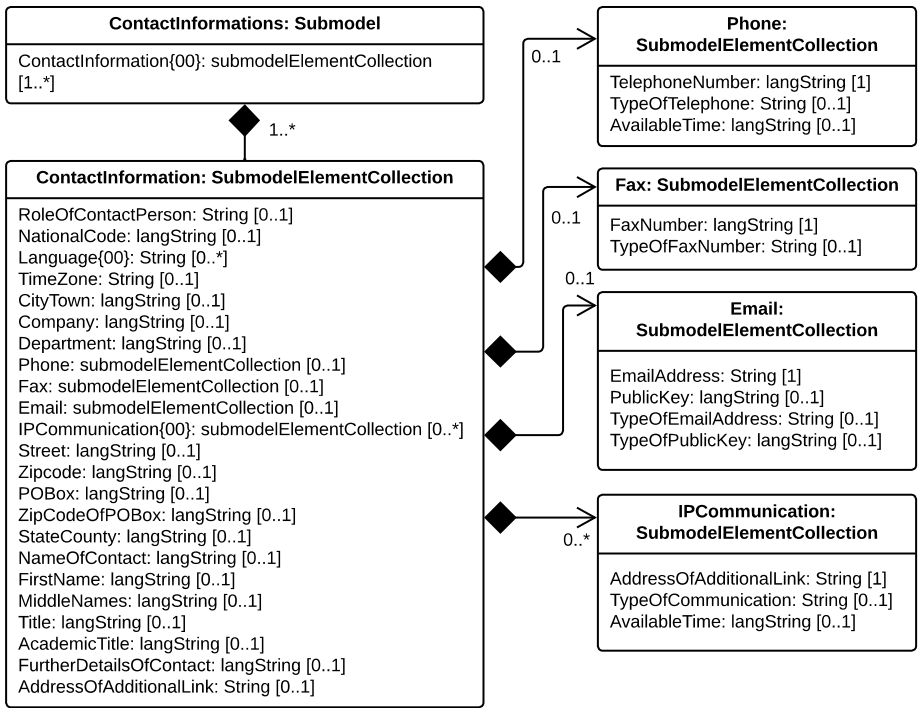 ContactInformations: Submodel
ContactInformation{00}: submodelElementCollection
[1..*]
1..*
ContactInformation: SubmodelElementCollection
RoleOfContactPerson: String [0..1]
NationalCode: langString [0..1]
Language{00}: String [0..*]
TimeZone: String [0..1]
CityTown: langString [0..1]
Company: langString [0..1]
Department: langString [0..1]
Phone: submodelElementCollection [0..1]
Fax: submodelElementCollection [0..1]
Email: submodelElementCollection [0..1]
IPCommunication{00}: submodelElementCollection [0..*]
Street: langString [0..1]
Zipcode: langString [0..1]
POBox: langString [0..1]
ZipCodeOfPOBox: langString [0..1]
StateCounty: langString [0..1]
NameOfContact: langString [0..1]
FirstName: langString [0..1]
MiddleNames: langString [0..1]
Title: langString [0..1]
AcademicTitle: langString [0..1]
FurtherDetailsOfContact: langString [0..1]
AddressOfAdditionalLink: String [0..1]
0..1
Phone:
SubmodelElementCollection
TelephoneNumber: langString [1]
TypeOfTelephone: String [0..1]
AvailableTime: langString [0..1]
0..1
Fax: SubmodelElementCollection
FaxNumber: langString [1]
TypeOfFaxNumber: String [0..1]
0..1
Email:
SubmodelElementCollection
EmailAddress: String [1]
PublicKey: langString [0..1]
TypeOfEmailAddress: String [0..1]
TypeOfPublicKey: langString [0..1]
0..*
IPCommunication:
SubmodelElementCollection
AddressOfAdditionalLink: String [1]
TypeOfCommunication: String [0..1]
AvailableTime: langString [0..1]